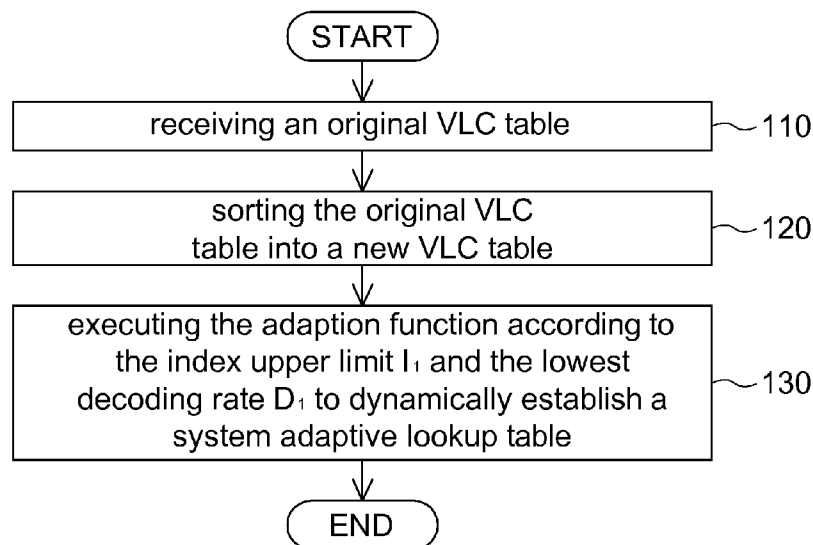 START
receiving an original VLC table
110
sorting the original VLC
table into a new VLC table
120
executing the adaption function according to
the index upper limit I₁ and the lowest
decoding rate D₁ to dynamically establish a
system adaptive lookup table
130
END